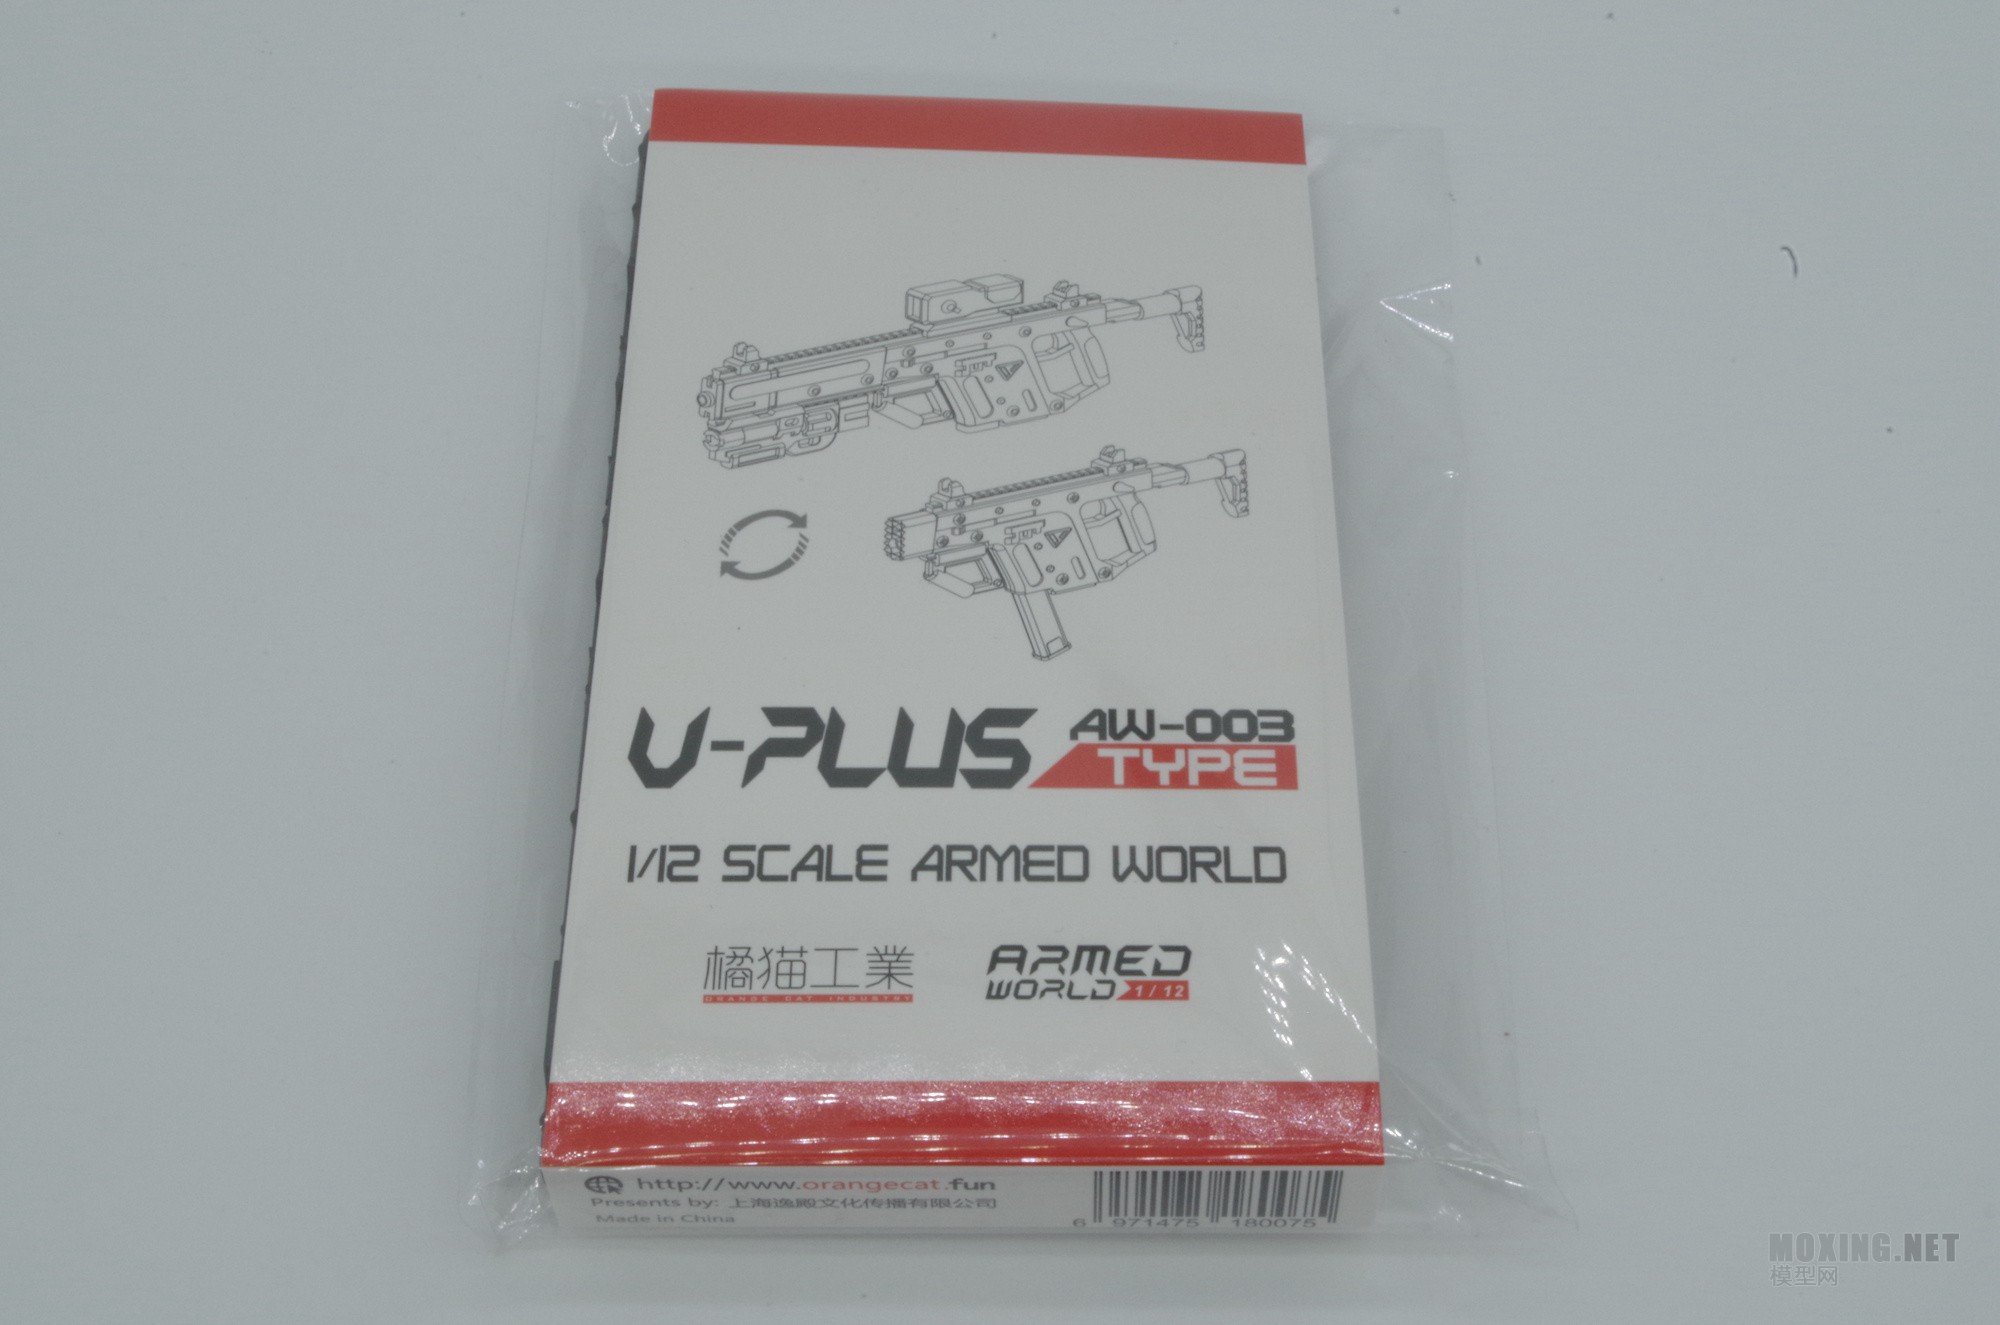 V-PLUS AW-003
TYPE
1/12 SCALE ARMED WORLD
橘猫工業
ORANGE CAT INDUSTRY
ARMED
WORLD 1/12
http://www.orangecat.fun
Presents by: 上海逸殿文化传播有限公司
Made in China
6 971475 180075
MOXING.NET
模型网